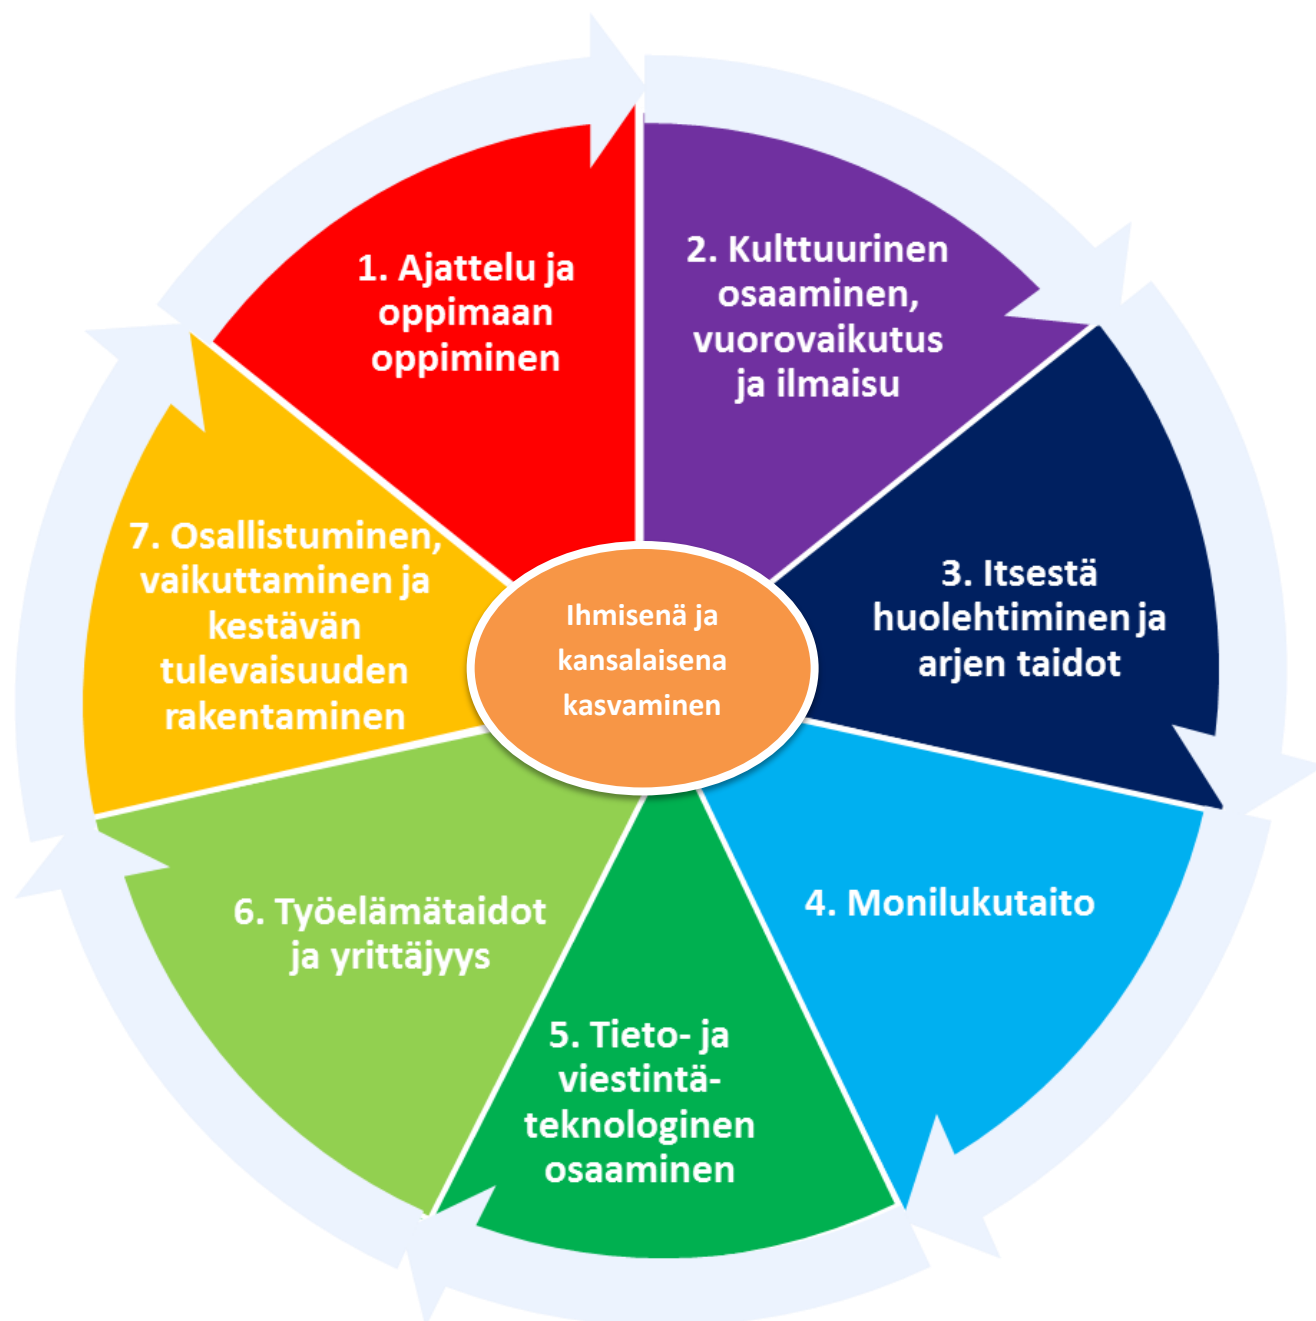 1. Ajattelu ja
oppimaan
oppiminen
2. Kulttuurinen
osaaminen,
vuorovaikutus
ja ilmaisu
3. Itsestä
huolehtiminen ja
arjen taidot
4. Monilukutaito
5. Tieto- ja
viestintä-
teknologinen
osaaminen
6. Työelämätaidot
ja yrittäjyys
7. Osallistuminen,
vaikuttaminen ja
kestävän
tulevaisuuden
rakentaminen
Ihmisenä ja
kansalaisena
kasvaminen